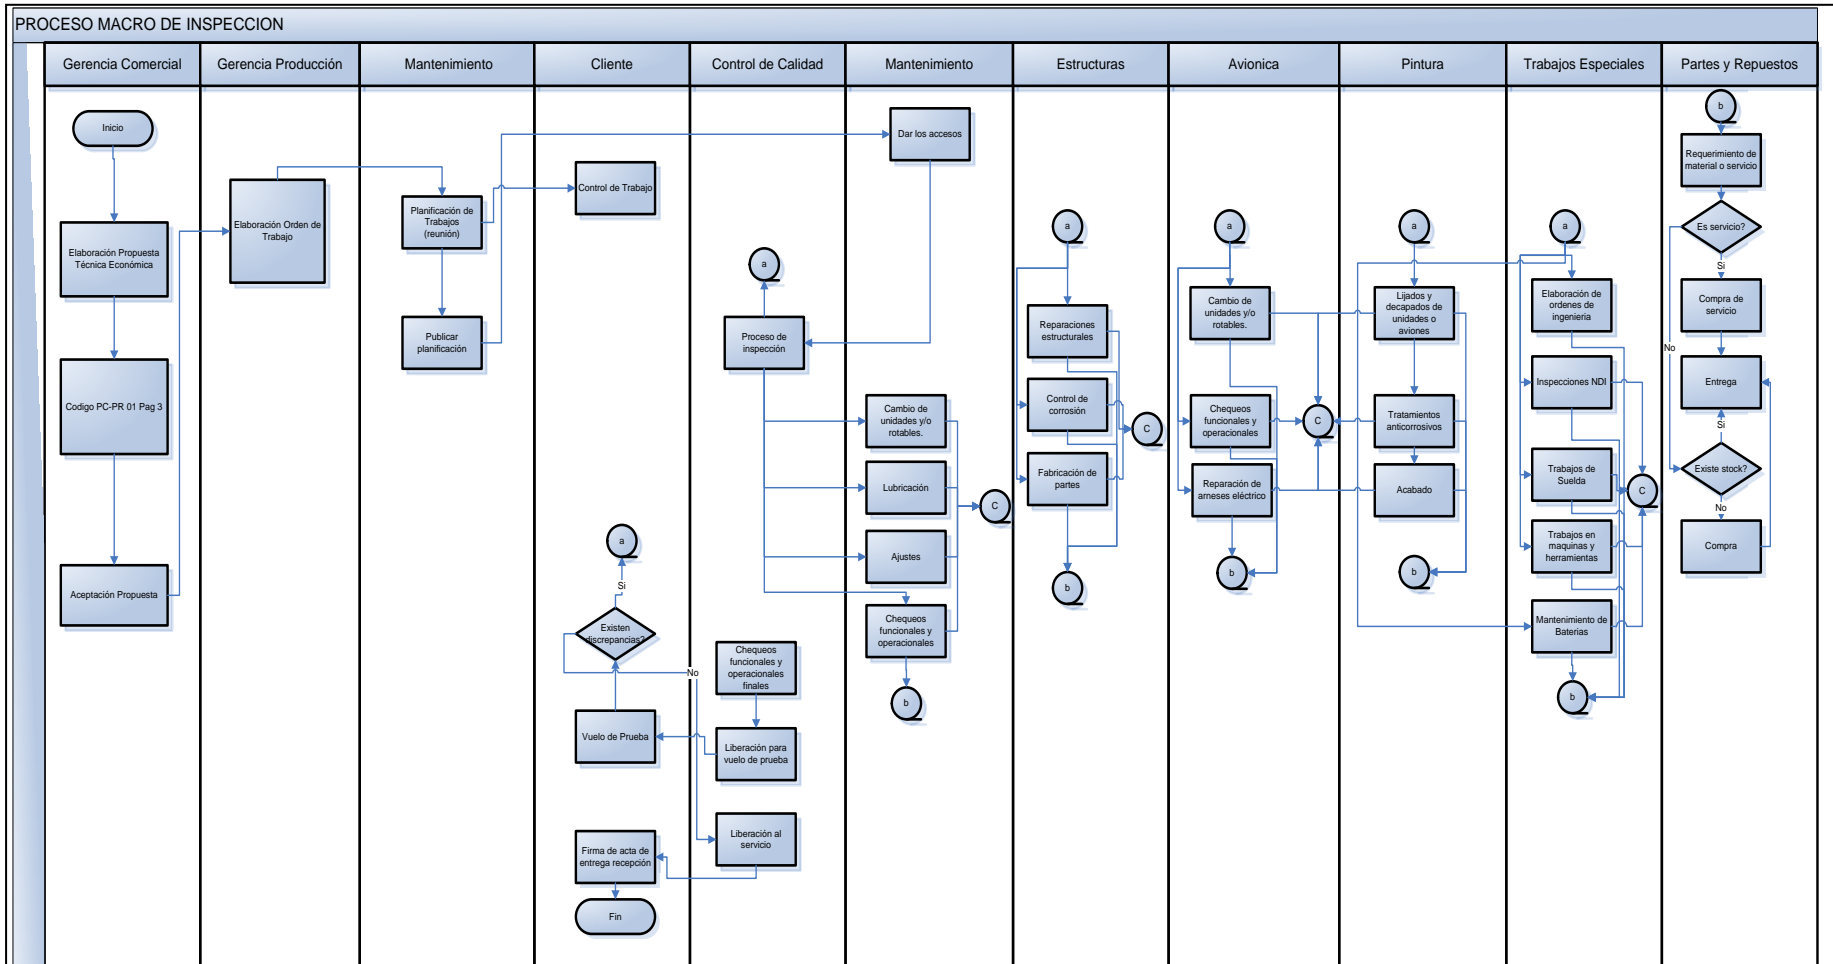 PROCESO MACRO DE INSPECCION
Gerencia Comercial
Gerencia Producción
Mantenimiento
Cliente
Control de Calidad
Mantenimiento
Estructuras
Avionica
Pintura
Trabajos Especiales
Partes y Repuestos
Inicio
Elaboración Propuesta
Técnica Económica
Codigo PC-PR 01 Pag 3
Aceptación Propuesta
Elaboración Orden de
Trabajo
Planificación de
Trabajos
(reunión)
Publicar
planificación
Control de Trabajo
a
Si
Existen
discrepancias?
No
Vuelo de Prueba
Firma de acta de
entrega recepción
Fin
a
Proceso de
inspección
Chequeos
funcionales y
operacionales
finales
Liberación para
vuelo de prueba
Liberación al
servicio
Dar los accesos
Cambio de
unidades y/o
rotables.
Lubricación
Ajustes
Chequeos
funcionales y
operacionales
C
b
a
Reparaciones
estructurales
Control de
corrosión
Fabricación de
partes
C
b
a
Cambio de
unidades y/o
rotables.
Chequeos
funcionales y
operacionales
Reparación de
arneses eléctrico
C
b
a
Lijados y
decapados de
unidades o
aviones
Tratamientos
anticorrosivos
Acabado
b
a
Elaboración de
ordenes de
ingenieria
Inspecciones NDI
Trabajos de
Suelda
Trabajos en
maquinas y
herramientas
Mantenimiento de
Baterias
C
b
b
Requerimiento de
material o servicio
Es servicio?
Si
Compra de
servicio
No
Entrega
Si
Existe stock?
No
Compra